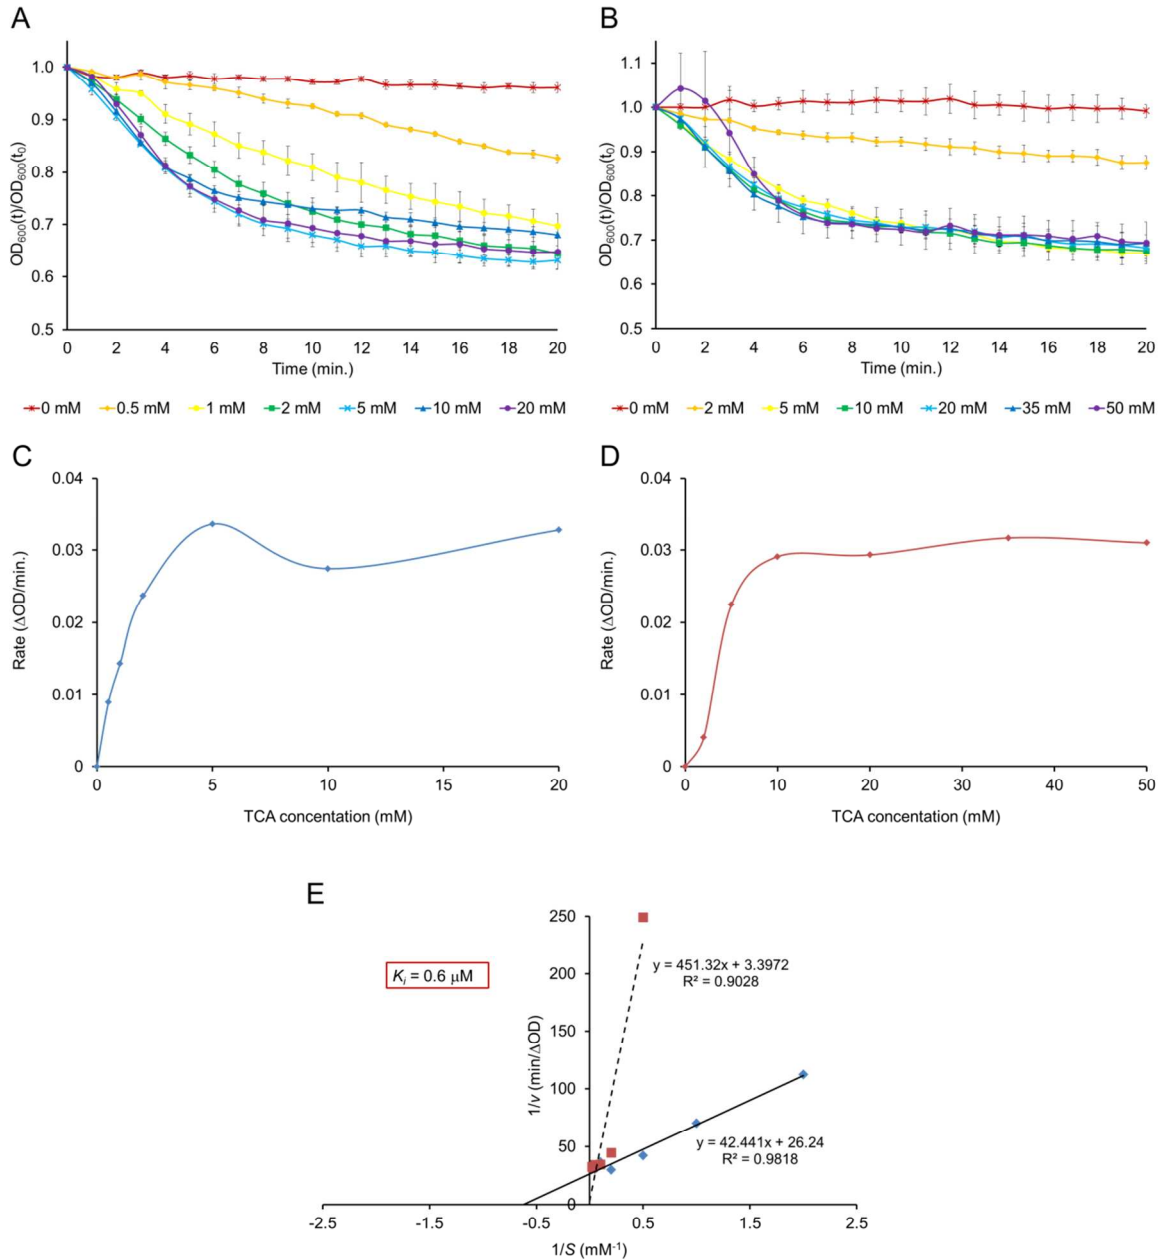 A
B
OD600(t)/OD600(t0)
1.0
0.9
0.8
0.7
0.6
0.5
0 2 4 6 8 10 12 14 16 18 20
Time (min.)
0 mM 0.5 mM 1 mM 2 mM 5 mM 10 mM 20 mM
OD600(t)/OD600(t0)
1.1
1.0
0.9
0.8
0.7
0.6
0.5
0 2 4 6 8 10 12 14 16 18 20
Time (min.)
0 mM 2 mM 5 mM 10 mM 20 mM 35 mM 50 mM
C
D
Rate (ΔOD/min.)
0.04
0.03
0.02
0.01
0
0 5 10 15 20
TCA concentation (mM)
Rate (ΔOD/min.)
0.04
0.03
0.02
0.01
0
0 10 20 30 40 50
TCA concentation (mM)
E
Ki = 0.6 μM
1/v (min/ΔOD)
250
200
150
100
50
0
y = 451.32x + 3.3972
R² = 0.9028
y = 42.441x + 26.24
R² = 0.9818
-2.5 -1.5 -0.5 0.5 1.5 2.5
1/S (mM-1)